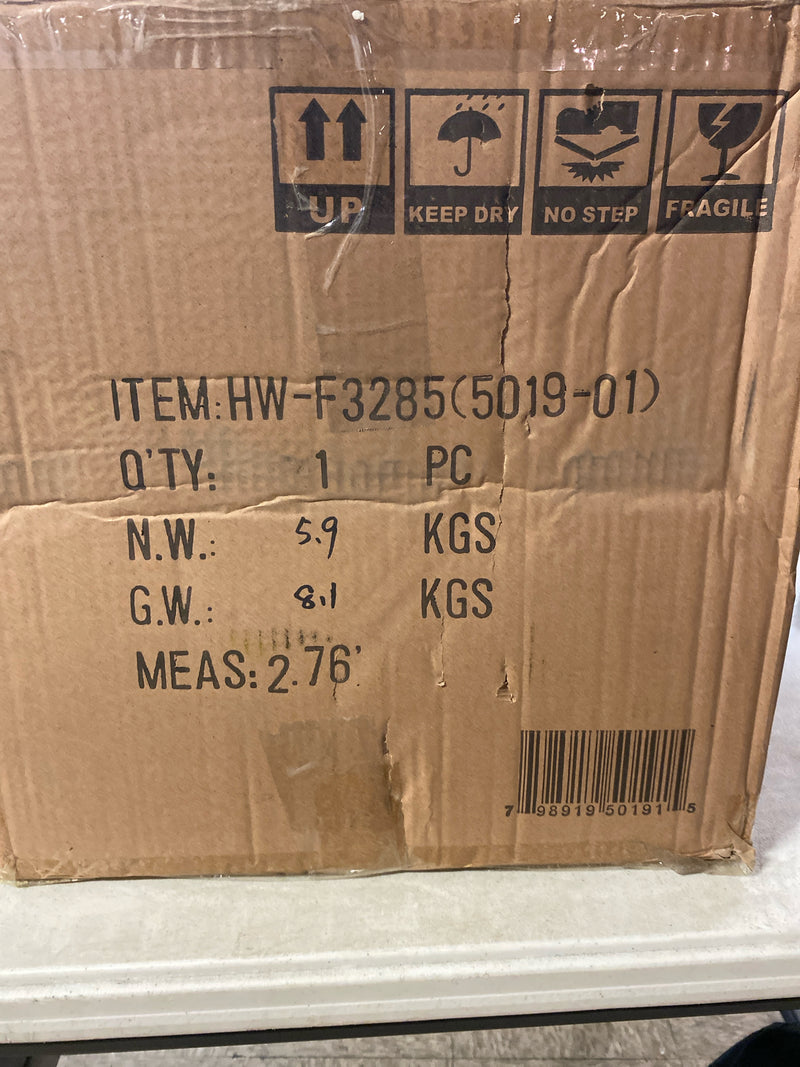 UP KEEP DRY NO STEP FRAGILE
ITEM:HW-F3285(5019-01)
Q'TY: 1 PC
N.W.: 5.9 KGS
G.W.: 8.1 KGS
MEAS: 2.76'
7 98919 50191 5